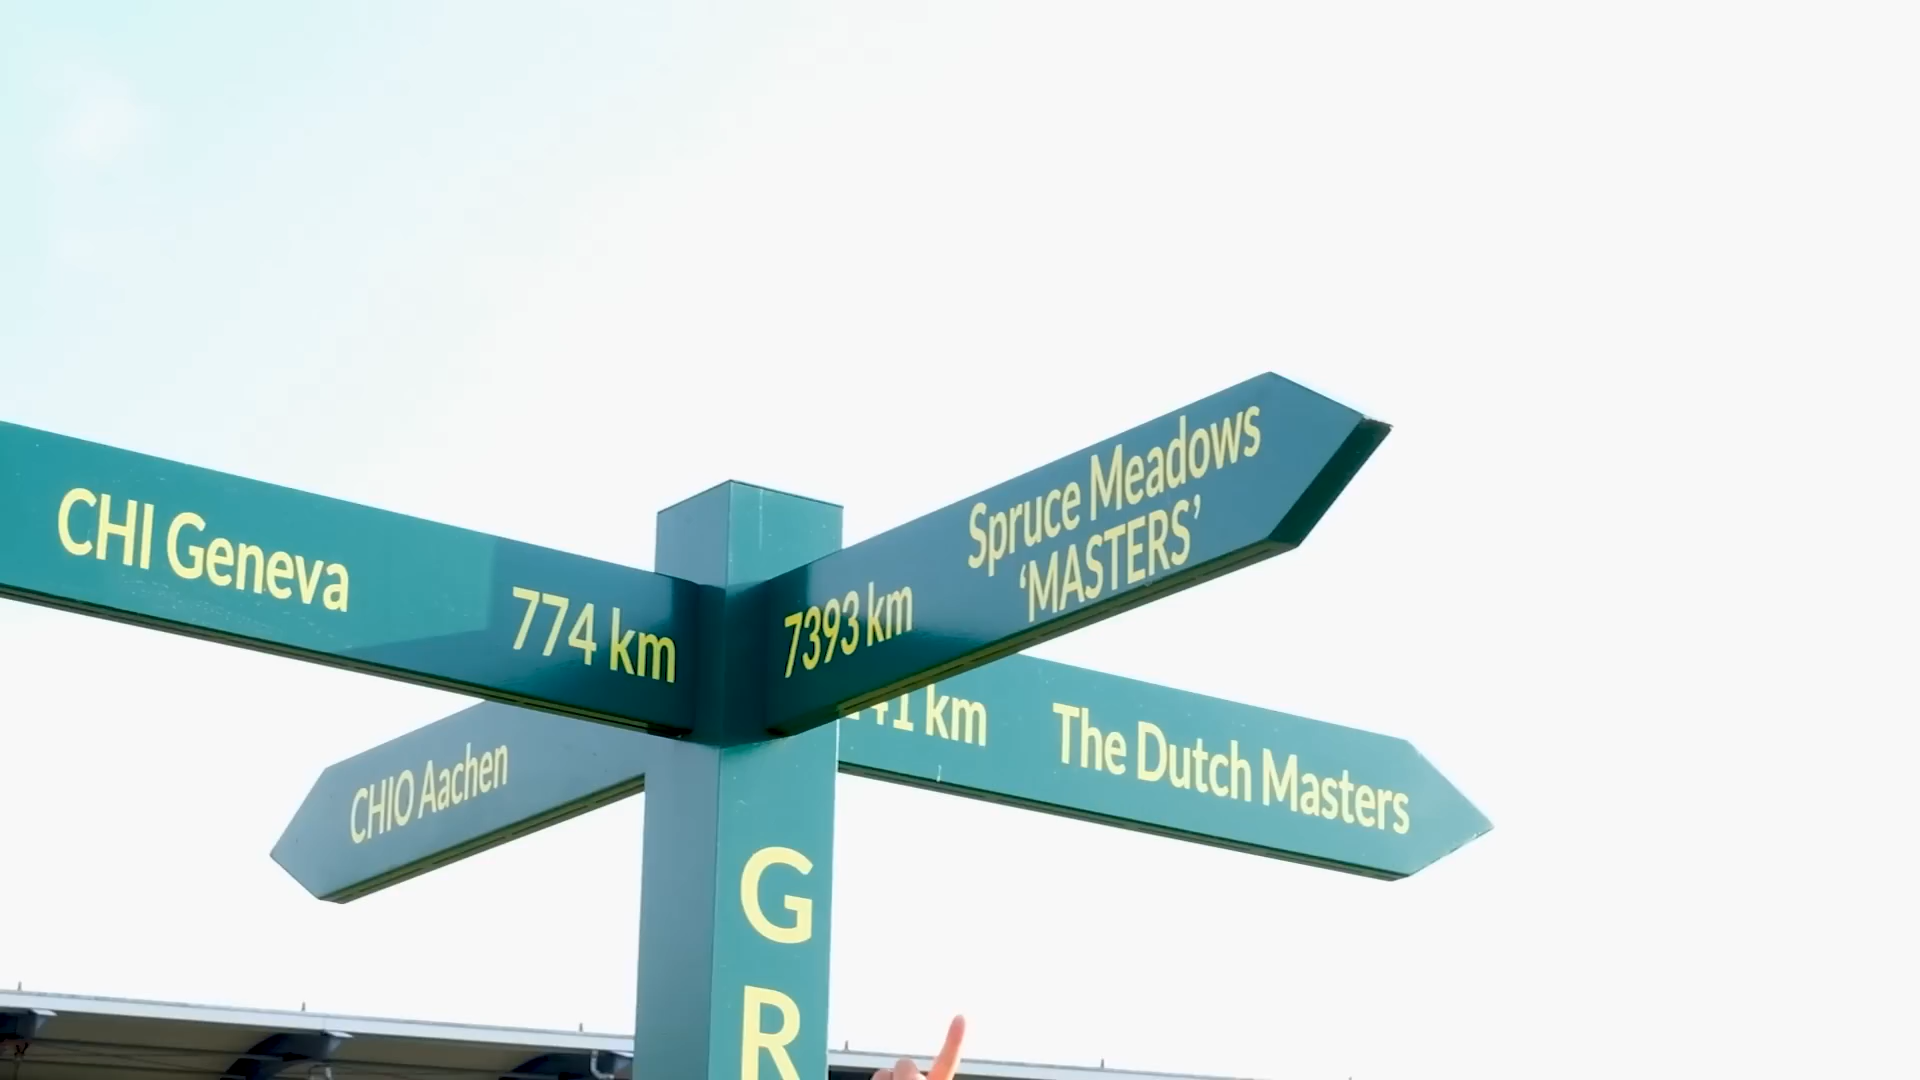 CHI Geneva 774 km
7393 km Spruce Meadows
‘MASTERS’
km The Dutch Masters
CHIO Aachen
G
R